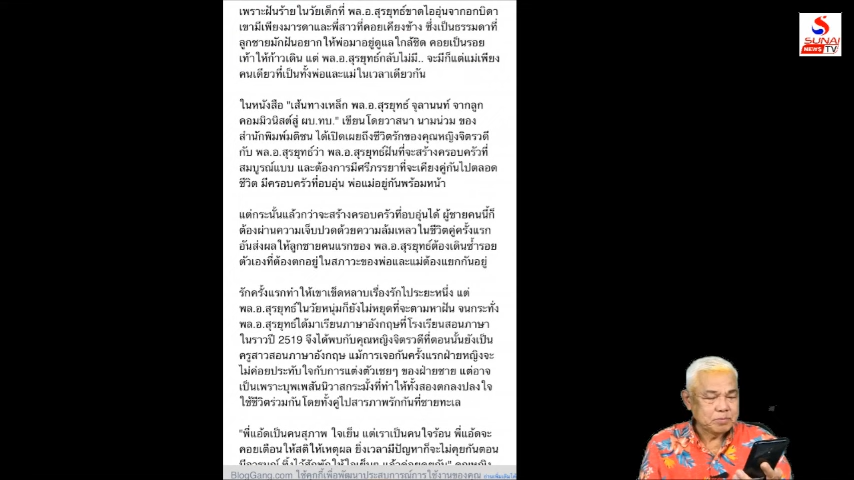 เพราะฝันร้ายในวัยเด็กที่ พล.อ.สุรยุทธ์ขาดไออุ่นจากอกบิดา
เขามีเพียงมารดาและพี่สาวที่คอยเคียงข้าง ซึ่งเป็นธรรมดาที่
ลูกชายมักฝันอยากให้พ่อมาอยู่ดูแลใกล้ชิด คอยเป็นรอย
เท้าให้ก้าวเดิน แต่ พล.อ.สุรยุทธ์กลับไม่มี.. จะมีก็แต่แม่เพียง
คนเดียวที่เป็นทั้งพ่อและแม่ในเวลาเดียวกัน
ในหนังสือ "เส้นทางเหล็ก พล.อ.สุรยุทธ์ จุลานนท์ จากลูก
คอมมิวนิสต์สู่ ผบ.ทบ." เขียนโดยวาสนา นาน่วม ของ
สำนักพิมพ์มติชน ได้เปิดเผยถึงชีวิตรักของคุณหญิงจิตรวดี
กับ พล.อ.สุรยุทธ์ว่า พล.อ.สุรยุทธ์ฝันที่จะสร้างครอบครัวที่
สมบูรณ์แบบ และต้องการมีศรีภรรยาที่จะเคียงคู่กันไปตลอด
ชีวิต มีครอบครัวที่อบอุ่น พ่อแม่อยู่กันพร้อมหน้า
แต่กระนั้นแล้วกว่าจะสร้างครอบครัวที่อบอุ่นได้ ผู้ชายคนนี้ก็
ต้องผ่านความเจ็บปวดด้วยความล้มเหลวในชีวิตคู่ครั้งแรก
อันส่งผลให้ลูกชายคนแรกของ พล.อ.สุรยุทธ์ต้องเดินซ้ำรอย
ตัวเองที่ต้องตกอยู่ในสภาวะของพ่อและแม่ต้องแยกกันอยู่
รักครั้งแรกทำให้เขาเข็ดหลาบเรื่องรักไประยะหนึ่ง แต่
พล.อ.สุรยุทธ์ในวัยหนุ่มก็ยังไม่หยุดที่จะตามหาฝัน จนกระทั่ง
พล.อ.สุรยุทธ์ได้มาเรียนภาษาอังกฤษที่โรงเรียนสอนภาษา
ในราวปี 2519 จึงได้พบกับคุณหญิงจิตรวดีที่ตอนนั้นยังเป็น
ครูสาวสอนภาษาอังกฤษ แม้การเจอกันครั้งแรกฝ่ายหญิงจะ
ไม่ค่อยประทับใจกับการแต่งตัวเชยๆ ของฝ่ายชาย แต่อาจ
เป็นเพราะบุพเพสันนิวาสกระมั้งที่ทำให้ทั้งสองตกลงปลงใจ
ใช้ชีวิตร่วมกันโดยทั้งคู่ไปสารภาพรักกันที่ชายทะเล
"พี่แอ้ดเป็นคนสุภาพ ใจเย็น แต่เราเป็นคนใจร้อน พี่แอ้ดจะ
คอยเตือนให้สติให้เหตุผล ยิ่งเวลามีปัญหาก็จะไม่คุยกันตอน
BlogGang.com ใช้คุกกี้เพื่อพัฒนาประสบการณ์การใช้งานของคุณ
SUNAI
NEWS TV